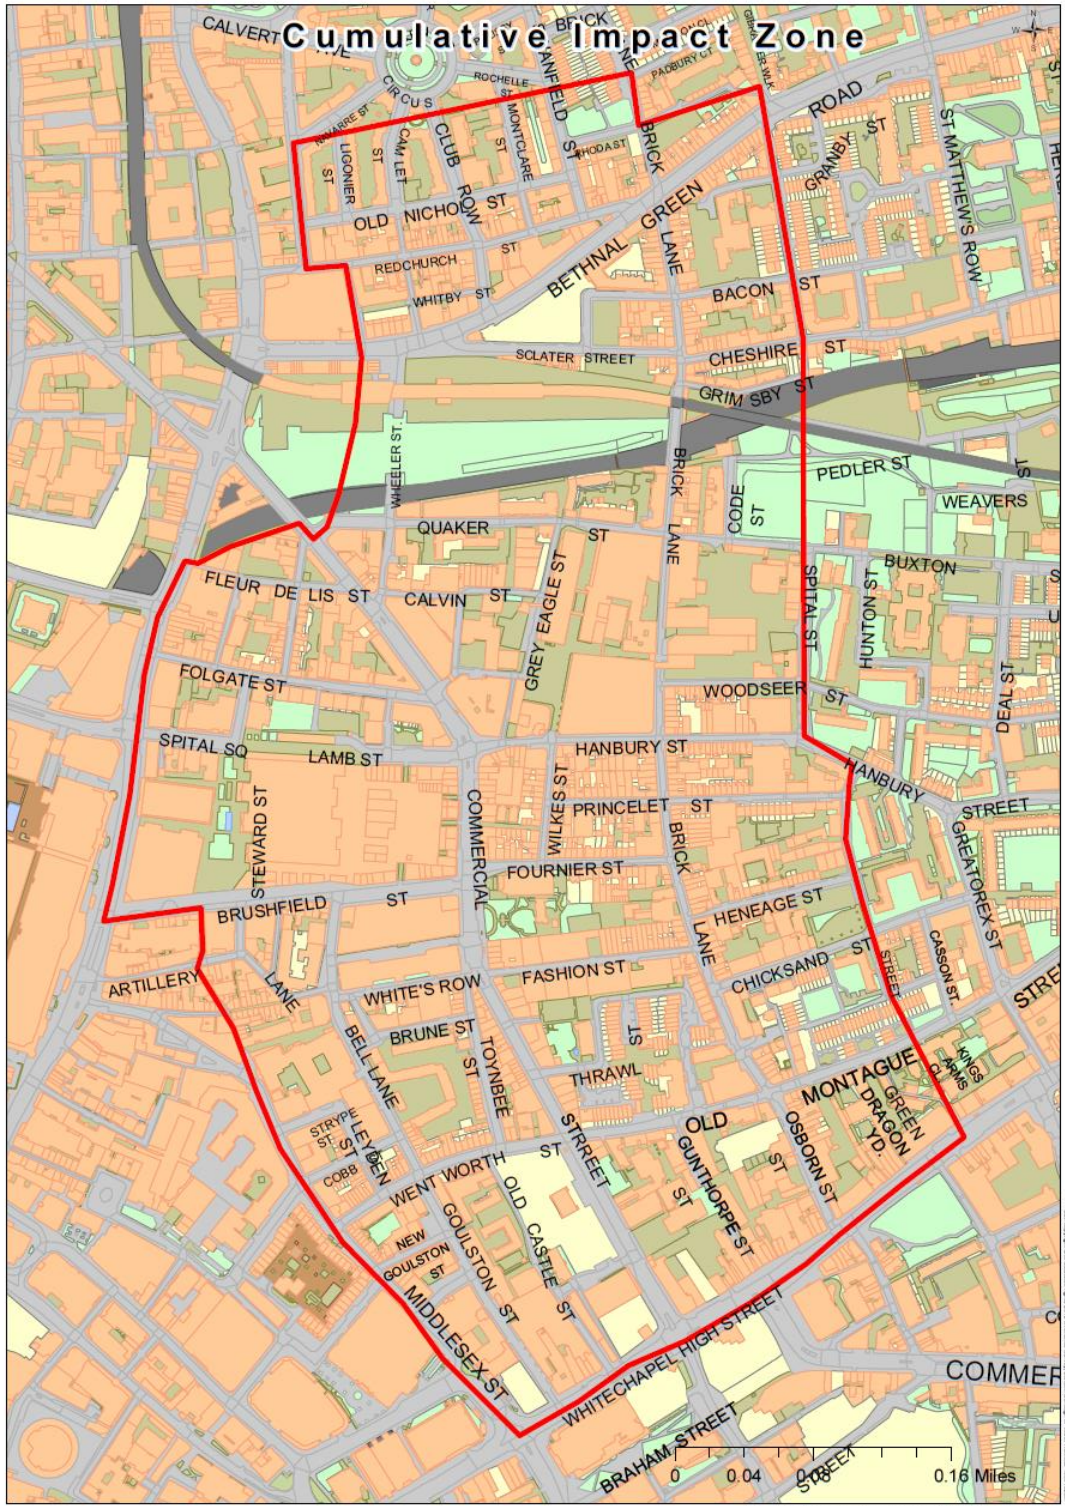 Cumulative Impact Zone
CALVERT
AVE
BRICK
PADBURY CT
CIRCUS
ROCHELLE
ST
NAVARRE ST
LIGONIER
ST
CAMLET
ST
CLUB
ROW
MONTCLARE
ST
ST
RHODA ST
BRICK
LANE
ROAD
GRANBY
ST
ST MATTHEW'S ROW
OLD NICHOL ST
BETHNAL GREEN
REDCHURCH
ST
WHITBY ST
BACON ST
SCLATER STREET
CHESHIRE ST
GRIMSBY ST
WHEELER ST.
BRICK
LANE
CODE
ST
PEDLER ST
WEAVERS
ST
QUAKER
ST
BUXTON
FLEUR DE LIS ST
CALVIN ST
GREY EAGLE ST
SPITAL ST
HUNTON ST
FOLGATE ST
WOODSEER ST
DEAL ST
SPITAL SQ
LAMB ST
HANBURY ST
HANBURY
STREET
STEWARD ST
COMMERCIAL
WILKES ST
PRINCELET ST
BRICK
LANE
GREATOREX ST
FOURNIER ST
BRUSHFIELD
ST
HENEAGE ST
CHICKSAND ST
STREET
CASSON ST.
ARTILLERY
LANE
WHITE'S ROW
FASHION ST
BELL LANE
BRUNE ST
TOYNBEE
ST
ST
THRAWL
MONTAGUE
OLD
KINGS
ARMS
GREEN
DRAGON
YD.
STRYPE
ST
LEYDEN
ST
COBB
WENTWORTH
ST
STRREET
GUNTHORPE ST
ST
OSBORN ST
ST
OLD CASTLE ST
GOULSTON ST
NEW
GOULSTON
ST
MIDDLESEX ST
WHITECHAPEL HIGH STREET
BRAHAM STREET
STREET
COMMER
0 0.04 0.08 0.16 Miles